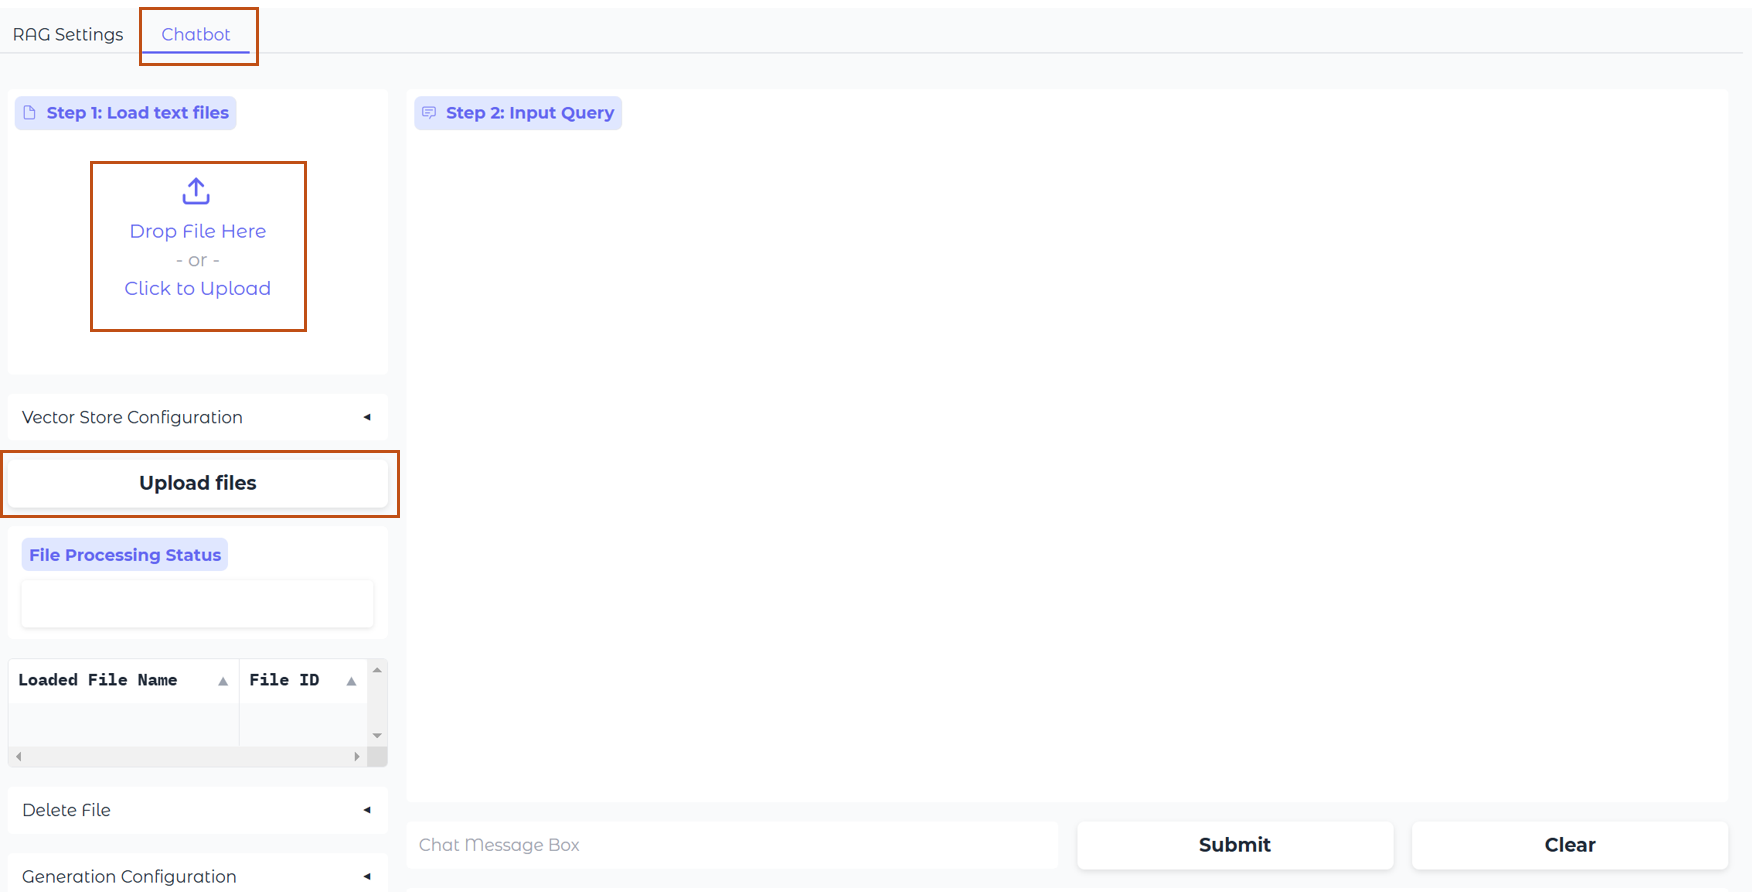 RAG Settings
Chatbot
Step 1: Load text files
Drop File Here
- or -
Click to Upload
Vector Store Configuration
Upload files
File Processing Status
Loaded File Name
File ID
Delete File
Generation Configuration
Step 2: Input Query
Chat Message Box
Submit
Clear